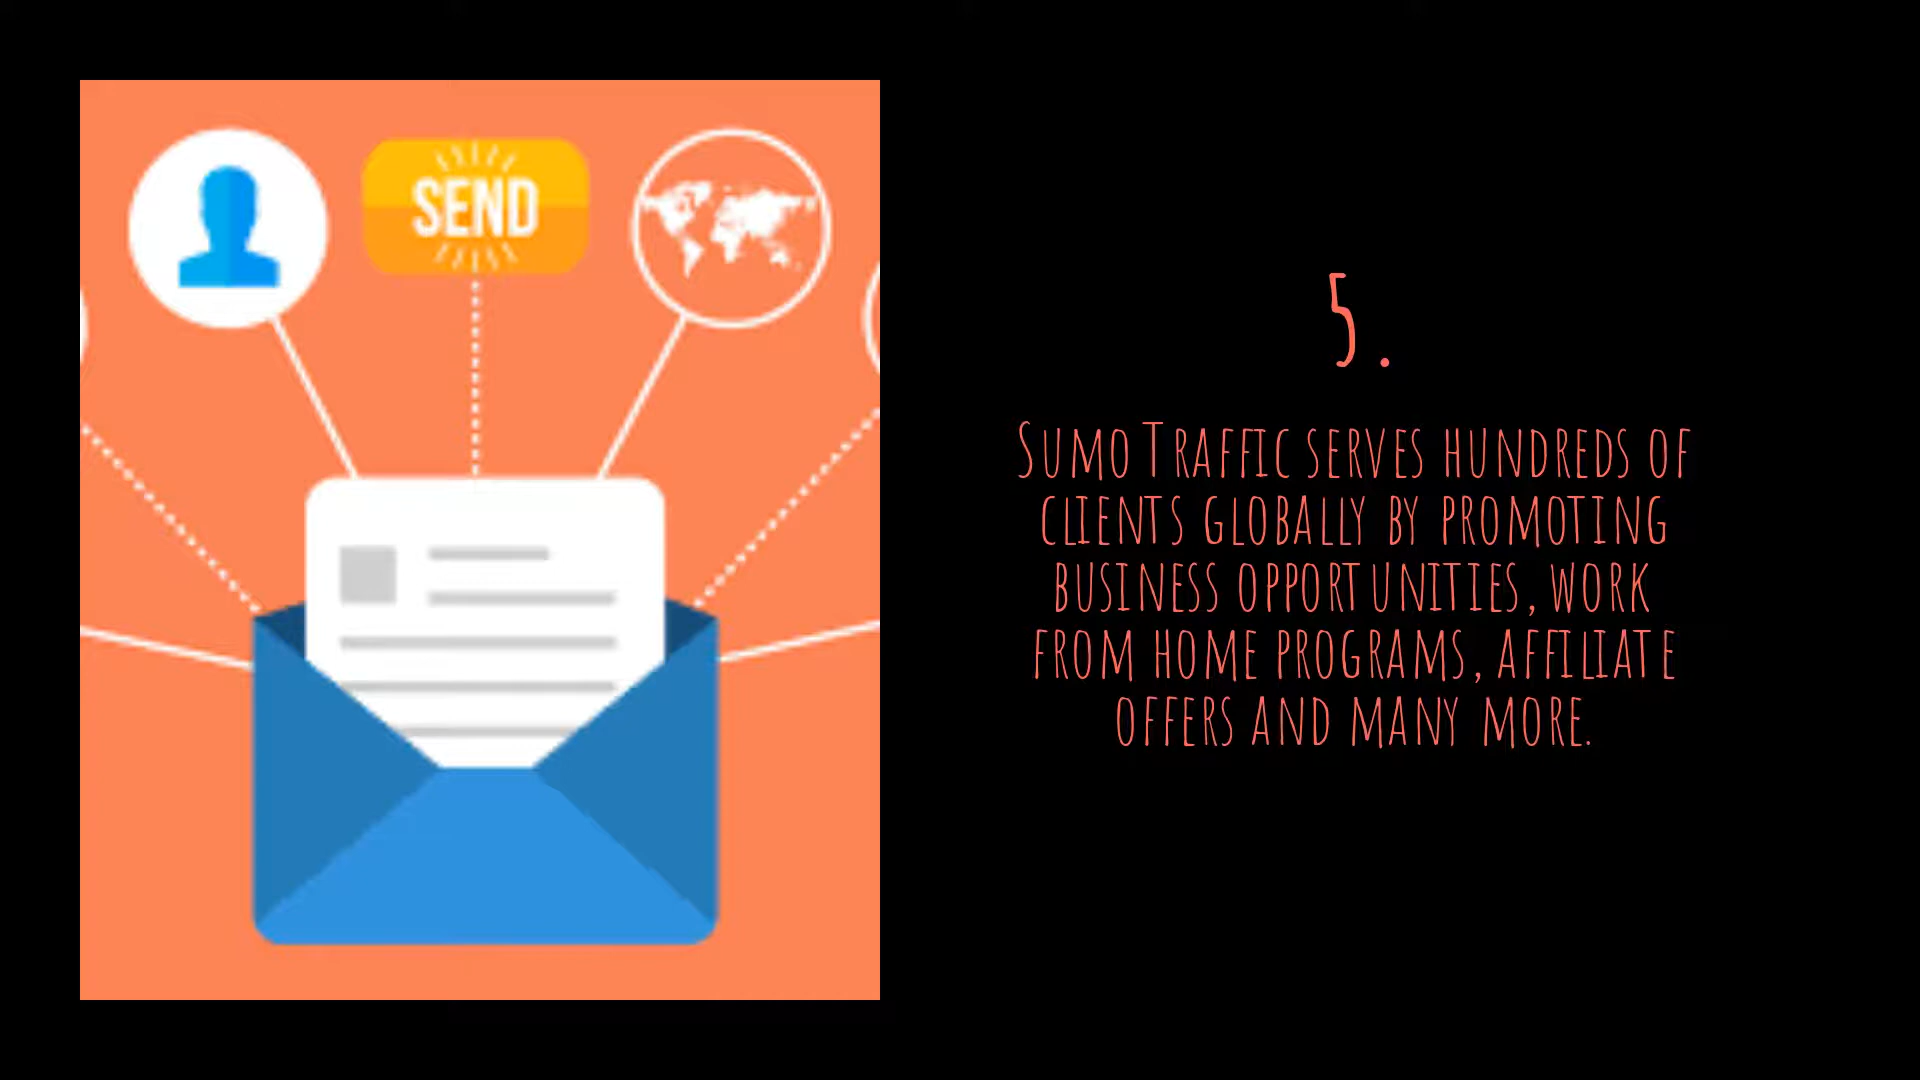 SEND
5.
Sumo Traffic serves hundreds of
clients globally by promoting
business opportunities, work
from home programs, affiliate
offers and many more.